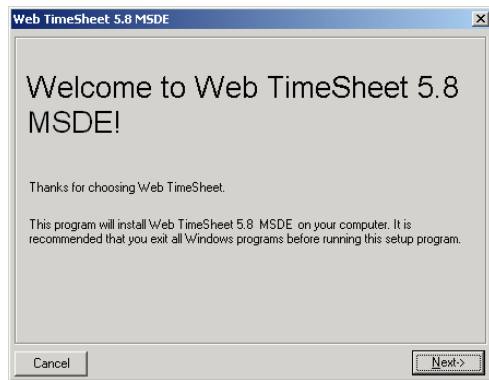 Web TimeSheet 5.8 MSDE
Welcome to Web TimeSheet 5.8
MSDE!
Thanks for choosing Web TimeSheet.
This program will install Web TimeSheet 5.8  MSDE  on your computer. It is
recommended that you exit all Windows programs before running this setup program.
Cancel
Next->